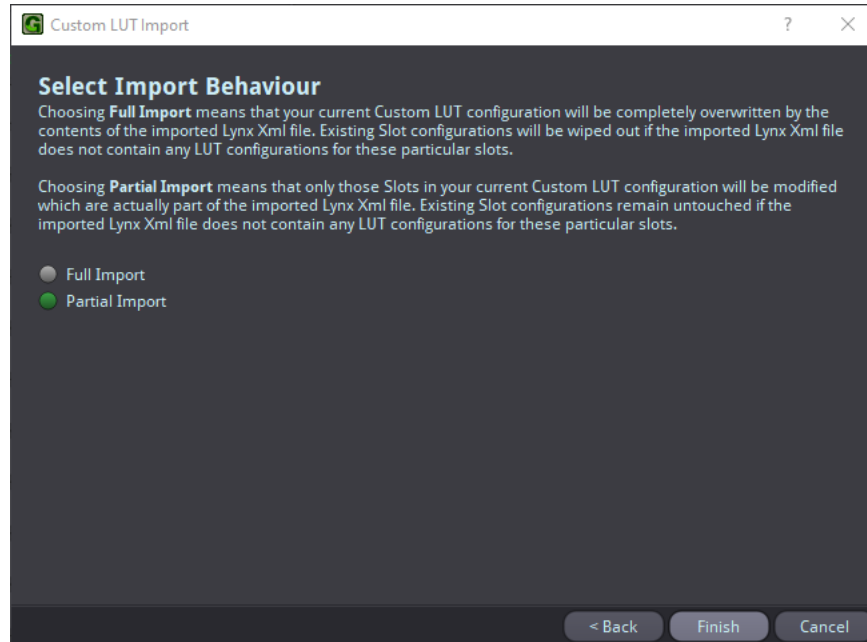 Custom LUT Import
?
Select Import Behaviour
Choosing Full Import means that your current Custom LUT configuration will be completely overwritten by the
contents of the imported Lynx Xml file. Existing Slot configurations will be wiped out if the imported Lynx Xml file
does not contain any LUT configurations for these particular slots.
Choosing Partial Import means that only those Slots in your current Custom LUT configuration will be modified
which are actually part of the imported Lynx Xml file. Existing Slot configurations remain untouched if the
imported Lynx Xml file does not contain any LUT configurations for these particular slots.
Full Import
Partial Import
< Back Finish Cancel